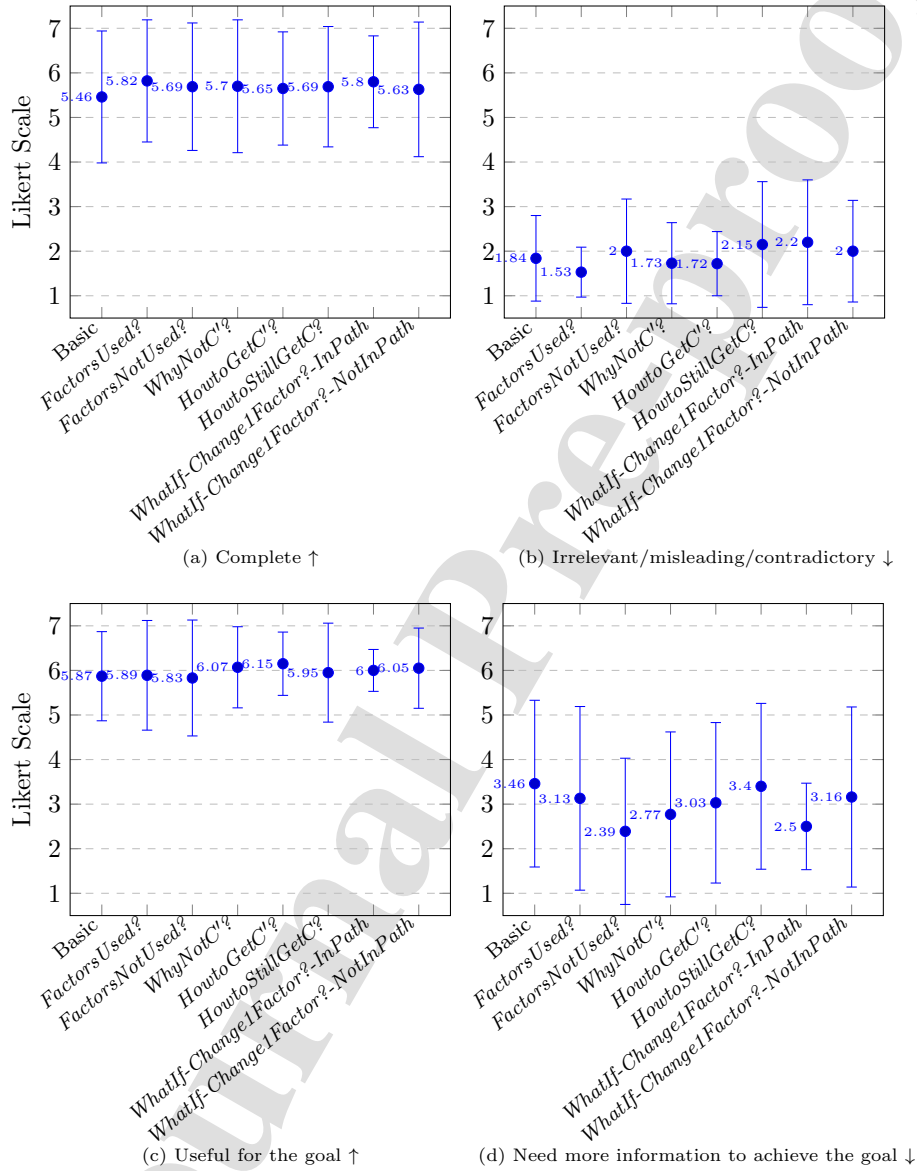 7
6
5
4
3
2
1
Likert Scale
5.46
5.82
5.69
5.7
5.65
5.69
5.8
5.63
Basic
FactorsUsed?
FactorsNotUsed?
WhyNotC'?
HowtoGetC'?
HowtoStillGetC?
WhatIf-Change1Factor?-InPath
WhatIf-Change1Factor?-NotInPath
(a) Complete ↑
7
6
5
4
3
2
1
1.84
1.53
2
1.73
1.72
2.15
2.2
2
Basic
FactorsUsed?
FactorsNotUsed?
WhyNotC'?
HowtoGetC'?
HowtoStillGetC?
WhatIf-Change1Factor?-InPath
WhatIf-Change1Factor?-NotInPath
(b) Irrelevant/misleading/contradictory ↓
7
6
5
4
3
2
1
Likert Scale
5.87
5.89
5.83
6.07
6.15
5.95
6
6.05
Basic
FactorsUsed?
FactorsNotUsed?
WhyNotC'?
HowtoGetC'?
HowtoStillGetC?
WhatIf-Change1Factor?-InPath
WhatIf-Change1Factor?-NotInPath
(c) Useful for the goal ↑
7
6
5
4
3
2
1
3.46
3.13
2.39
2.77
3.03
3.4
2.5
3.16
Basic
FactorsUsed?
FactorsNotUsed?
WhyNotC'?
HowtoGetC'?
HowtoStillGetC?
WhatIf-Change1Factor?-InPath
WhatIf-Change1Factor?-NotInPath
(d) Need more information to achieve the goal ↓
ournal Pre-proo